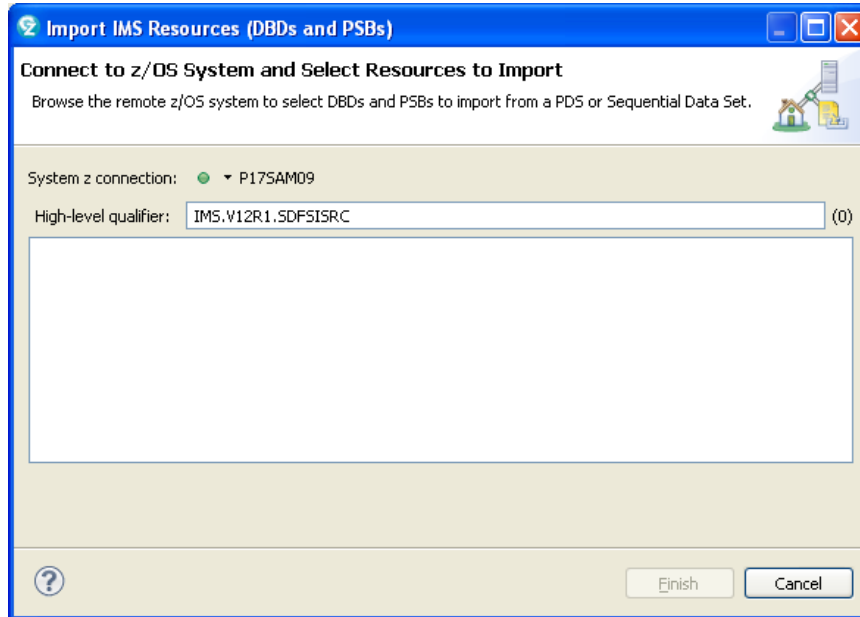 Import IMS Resources (DBDs and PSBs)
Connect to z/OS System and Select Resources to Import
Browse the remote z/OS system to select DBDs and PSBs to import from a PDS or Sequential Data Set.
System z connection: P17SAM09
High-level qualifier: IMS.V12R1.SDFSISRC (0)
Finish Cancel